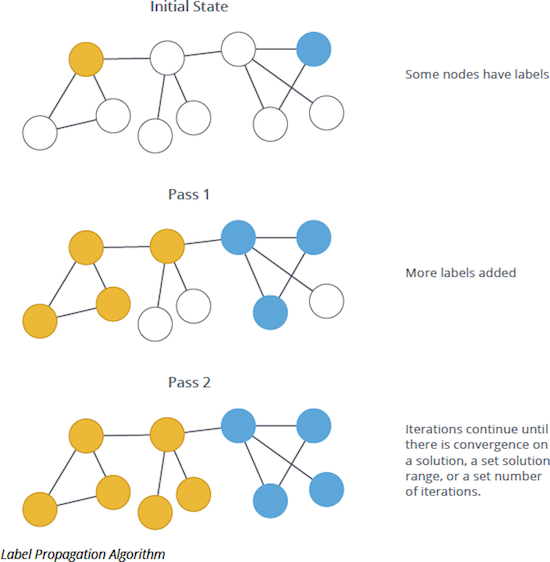 Initial State
Some nodes have labels
Pass 1
More labels added
Pass 2
Iterations continue until
there is convergence on
a solution, a set solution
range, or a set number
of iterations.
Label Propagation Algorithm